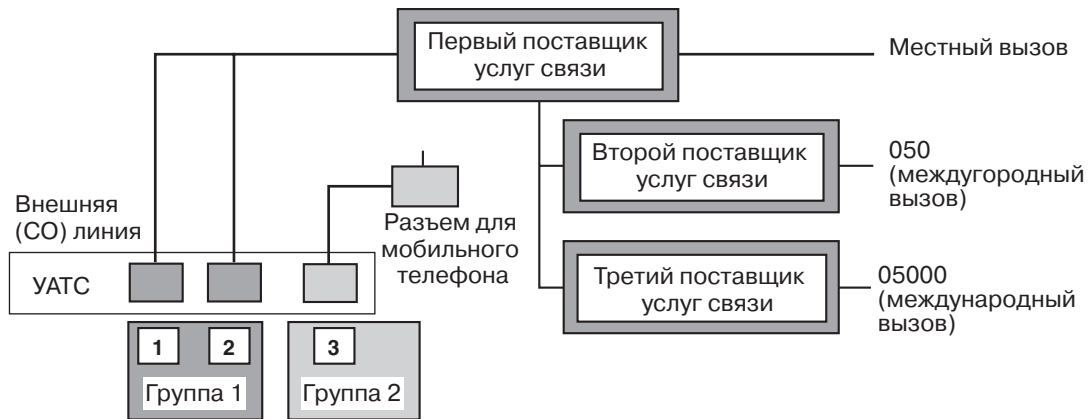 Первый поставщик
услуг связи
Местный вызов
Второй поставщик
услуг связи
050
(междугородный
вызов)
Внешняя
(СО) линия
Разъем для
мобильного
телефона
УАТС
Третий поставщик
услуг связи
05000
(международный
вызов)
1
2
3
Группа 1
Группа 2